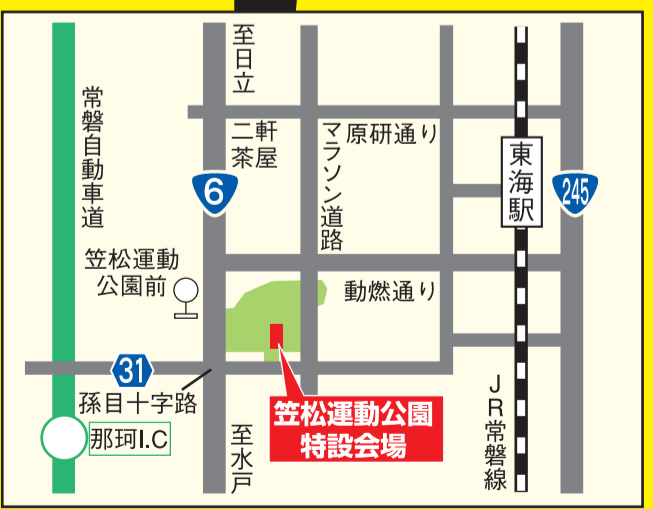 至日立
常磐自動車道
二軒
茶屋
マラソン道路
原研通り
東海駅
6
245
笠松運動
公園前
動燃通り
31
孫目十字路
那珂I.C
笠松運動公園
特設会場
至水戸
JR常磐線